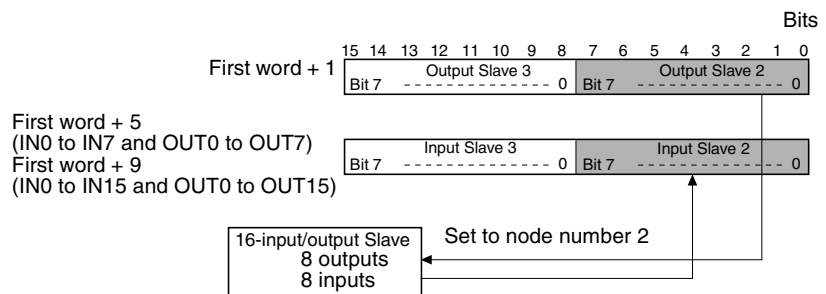 Bits
15 14 13 12 11 10 9 8 7 6 5 4 3 2 1 0
First word + 1
Output Slave 3
Output Slave 2
Bit 7 - - - - - - - - - - - - - - 0 Bit 7 - - - - - - - - - - - - - - 0
First word + 5
(IN0 to IN7 and OUT0 to OUT7)
First word + 9
(IN0 to IN15 and OUT0 to OUT15)
Input Slave 3
Input Slave 2
Bit 7 - - - - - - - - - - - - - - 0 Bit 7 - - - - - - - - - - - - - - 0
16-input/output Slave
8 outputs
8 inputs
Set to node number 2